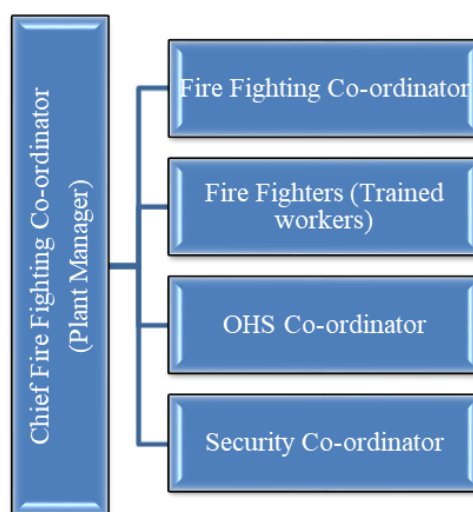 Chief Fire Fighting Co-ordinator
(Plant Manager)
Fire Fighting Co-ordinator
Fire Fighters (Trained
workers)
OHS Co-ordinator
Security Co-ordinator